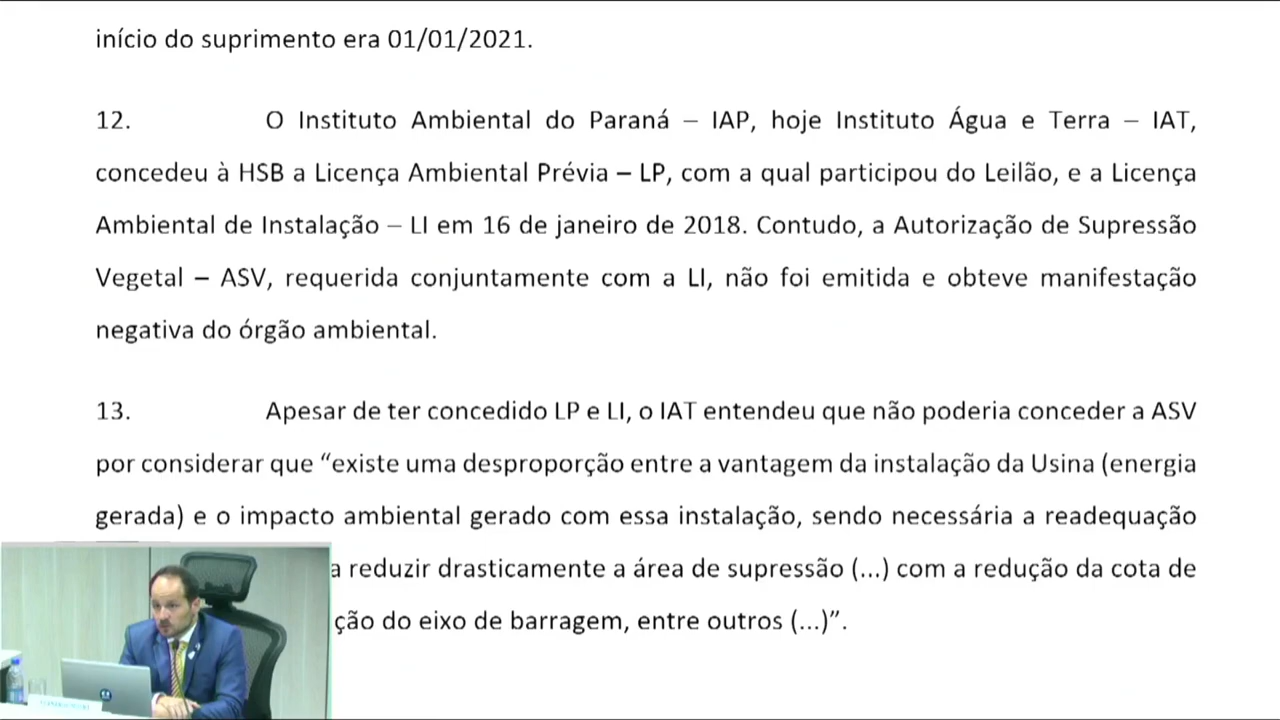 início do suprimento era 01/01/2021.
12. O Instituto Ambiental do Paraná – IAP, hoje Instituto Água e Terra – IAT,
concedeu à HSB a Licença Ambiental Prévia – LP, com a qual participou do Leilão, e a Licença
Ambiental de Instalação – LI em 16 de janeiro de 2018. Contudo, a Autorização de Supressão
Vegetal – ASV, requerida conjuntamente com a LI, não foi emitida e obteve manifestação
negativa do órgão ambiental.
13. Apesar de ter concedido LP e LI, o IAT entendeu que não poderia conceder a ASV
por considerar que “existe uma desproporção entre a vantagem da instalação da Usina (energia
gerada) e o impacto ambiental gerado com essa instalação, sendo necessária a readequação
a reduzir drasticamente a área de supressão (...) com a redução da cota de
ção do eixo de barragem, entre outros (...)”.